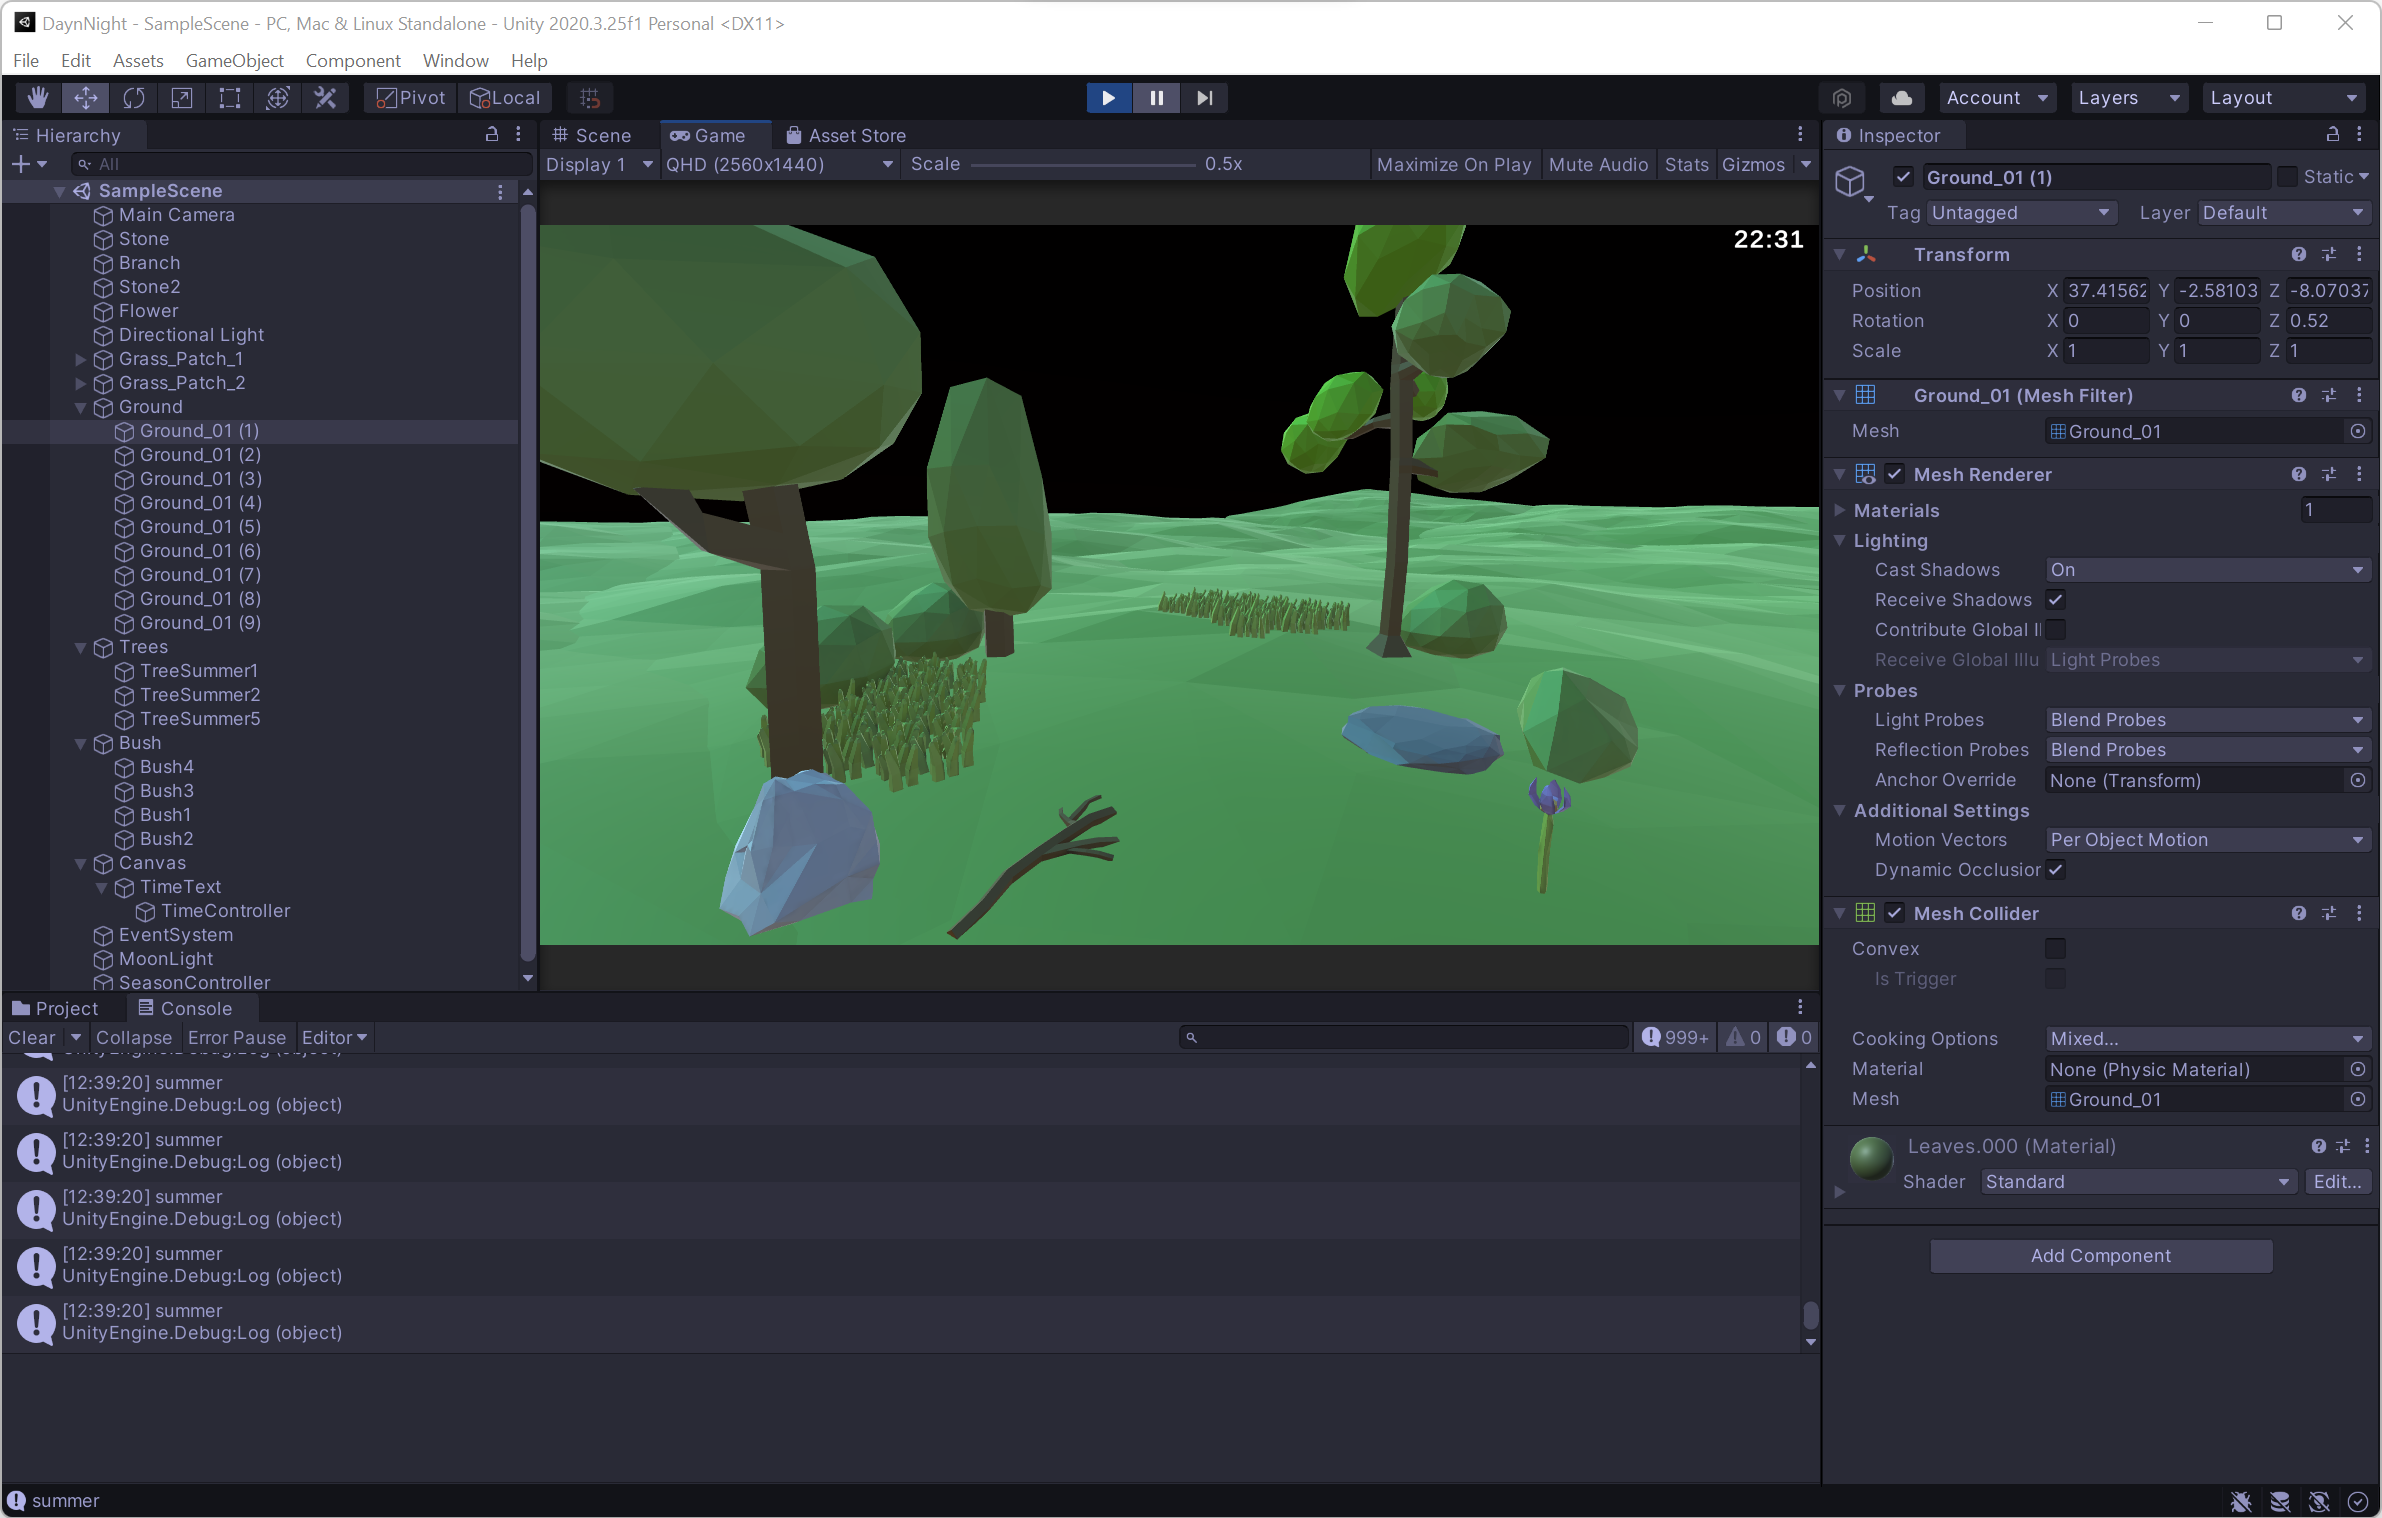 DaynNight - SampleScene - PC, Mac & Linux Standalone - Unity 2020.3.25f1 Personal <DX11>
File Edit Assets GameObject Component Window Help
Pivot Local Account Layers Layout
Hierarchy
All
SampleScene
Main Camera
Stone
Branch
Stone2
Flower
Directional Light
Grass_Patch_1
Grass_Patch_2
Ground
Ground_01 (1)
Ground_01 (2)
Ground_01 (3)
Ground_01 (4)
Ground_01 (5)
Ground_01 (6)
Ground_01 (7)
Ground_01 (8)
Ground_01 (9)
Trees
TreeSummer1
TreeSummer2
TreeSummer5
Bush
Bush4
Bush3
Bush1
Bush2
Canvas
TimeText
TimeController
EventSystem
MoonLight
SeasonController
Scene Game Asset Store
Display 1 QHD (2560x1440) Scale 0.5x Maximize On Play Mute Audio Stats Gizmos
22:31
Inspector
Ground_01 (1) Static
Tag Untagged Layer Default
Transform
Position X 37.41562 Y -2.58103 Z -8.07037
Rotation X 0 Y 0 Z 0.52
Scale X 1 Y 1 Z 1
Ground_01 (Mesh Filter)
Mesh Ground_01
Mesh Renderer
Materials 1
Lighting
Cast Shadows On
Receive Shadows
Contribute Global Il
Receive Global Illu Light Probes
Probes
Light Probes Blend Probes
Reflection Probes Blend Probes
Anchor Override None (Transform)
Additional Settings
Motion Vectors Per Object Motion
Dynamic Occlusior
Mesh Collider
Convex
Is Trigger
Cooking Options Mixed...
Material None (Physic Material)
Mesh Ground_01
Leaves.000 (Material)
Shader Standard Edit...
Add Component
Project Console
Clear Collapse Error Pause Editor 999+ 0 0
UnityEngine.Debug:Log (object)
[12:39:20] summer
UnityEngine.Debug:Log (object)
[12:39:20] summer
UnityEngine.Debug:Log (object)
[12:39:20] summer
UnityEngine.Debug:Log (object)
[12:39:20] summer
UnityEngine.Debug:Log (object)
[12:39:20] summer
UnityEngine.Debug:Log (object)
summer